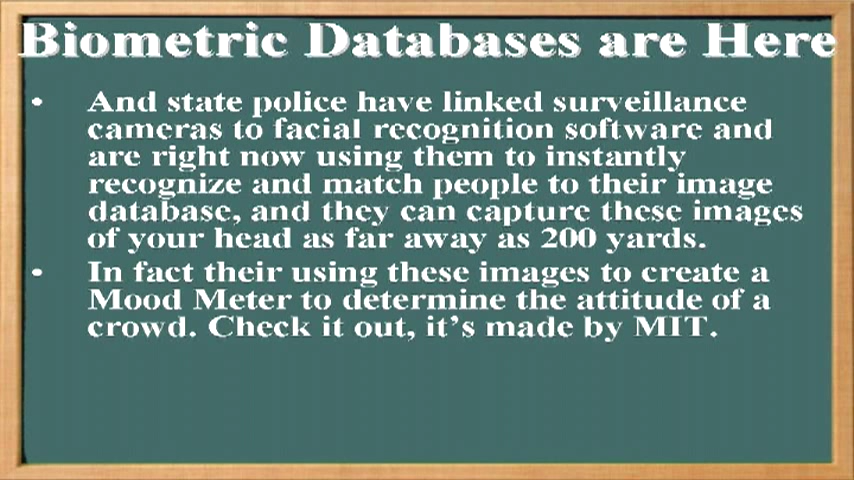 Biometric Databases are Here
• And state police have linked surveillance
cameras to facial recognition software and
are right now using them to instantly
recognize and match people to their image
database, and they can capture these images
of your head as far away as 200 yards.
• In fact their using these images to create a
Mood Meter to determine the attitude of a
crowd. Check it out, it’s made by MIT.